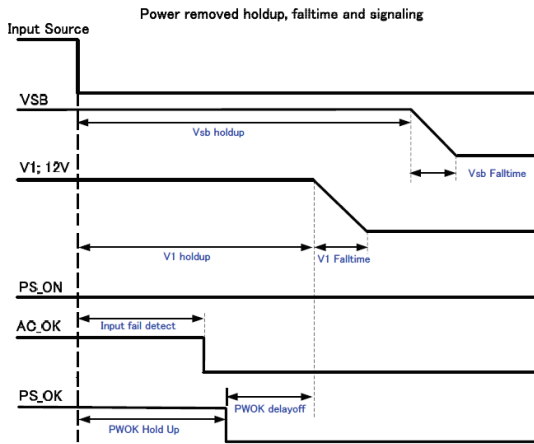 Power removed holdup, falltime and signaling
Input Source
VSB
Vsb holdup
Vsb Falltime
V1; 12V
V1 holdup
V1 Falltime
PS_ON
AC_OK
Input fail detect
PS_OK
PWOK delayoff
PWOK Hold Up